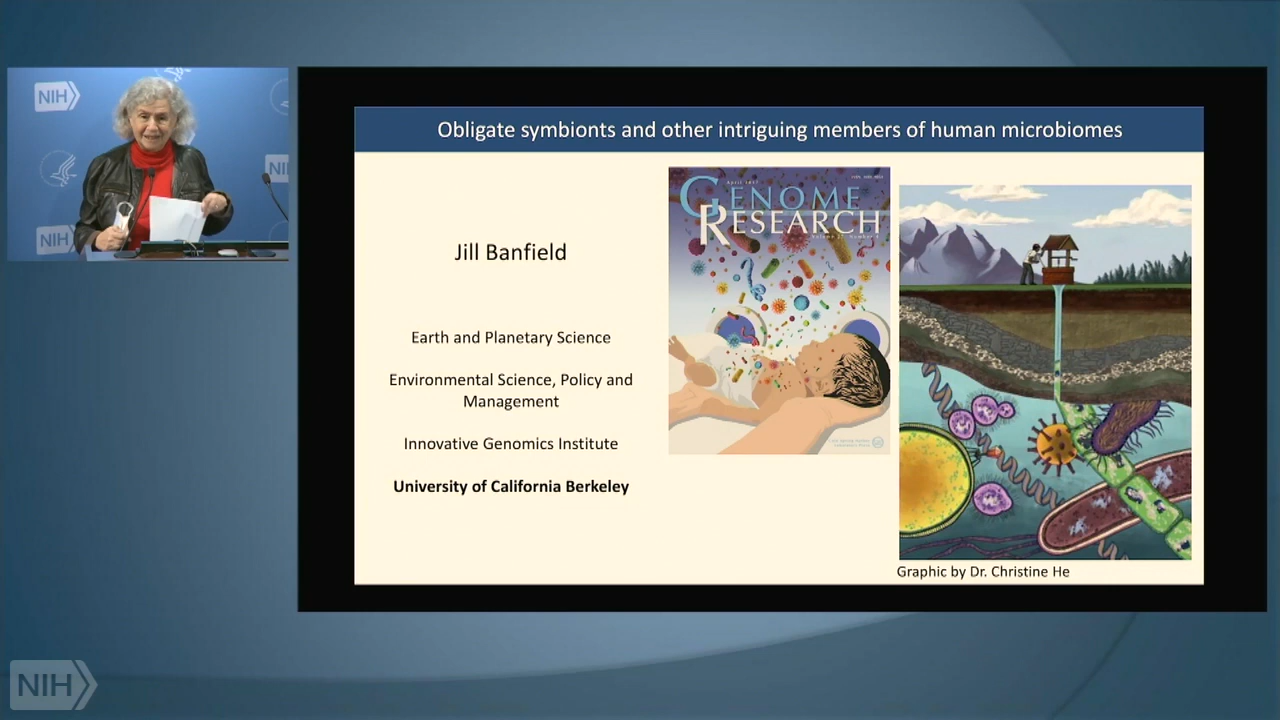 NIH
NI
NIH
Obligate symbionts and other intriguing members of human microbiomes
Jill Banfield
Earth and Planetary Science
Environmental Science, Policy and
Management
Innovative Genomics Institute
University of California Berkeley
GENOME
RESEARCH
Graphic by Dr. Christine He
NIH